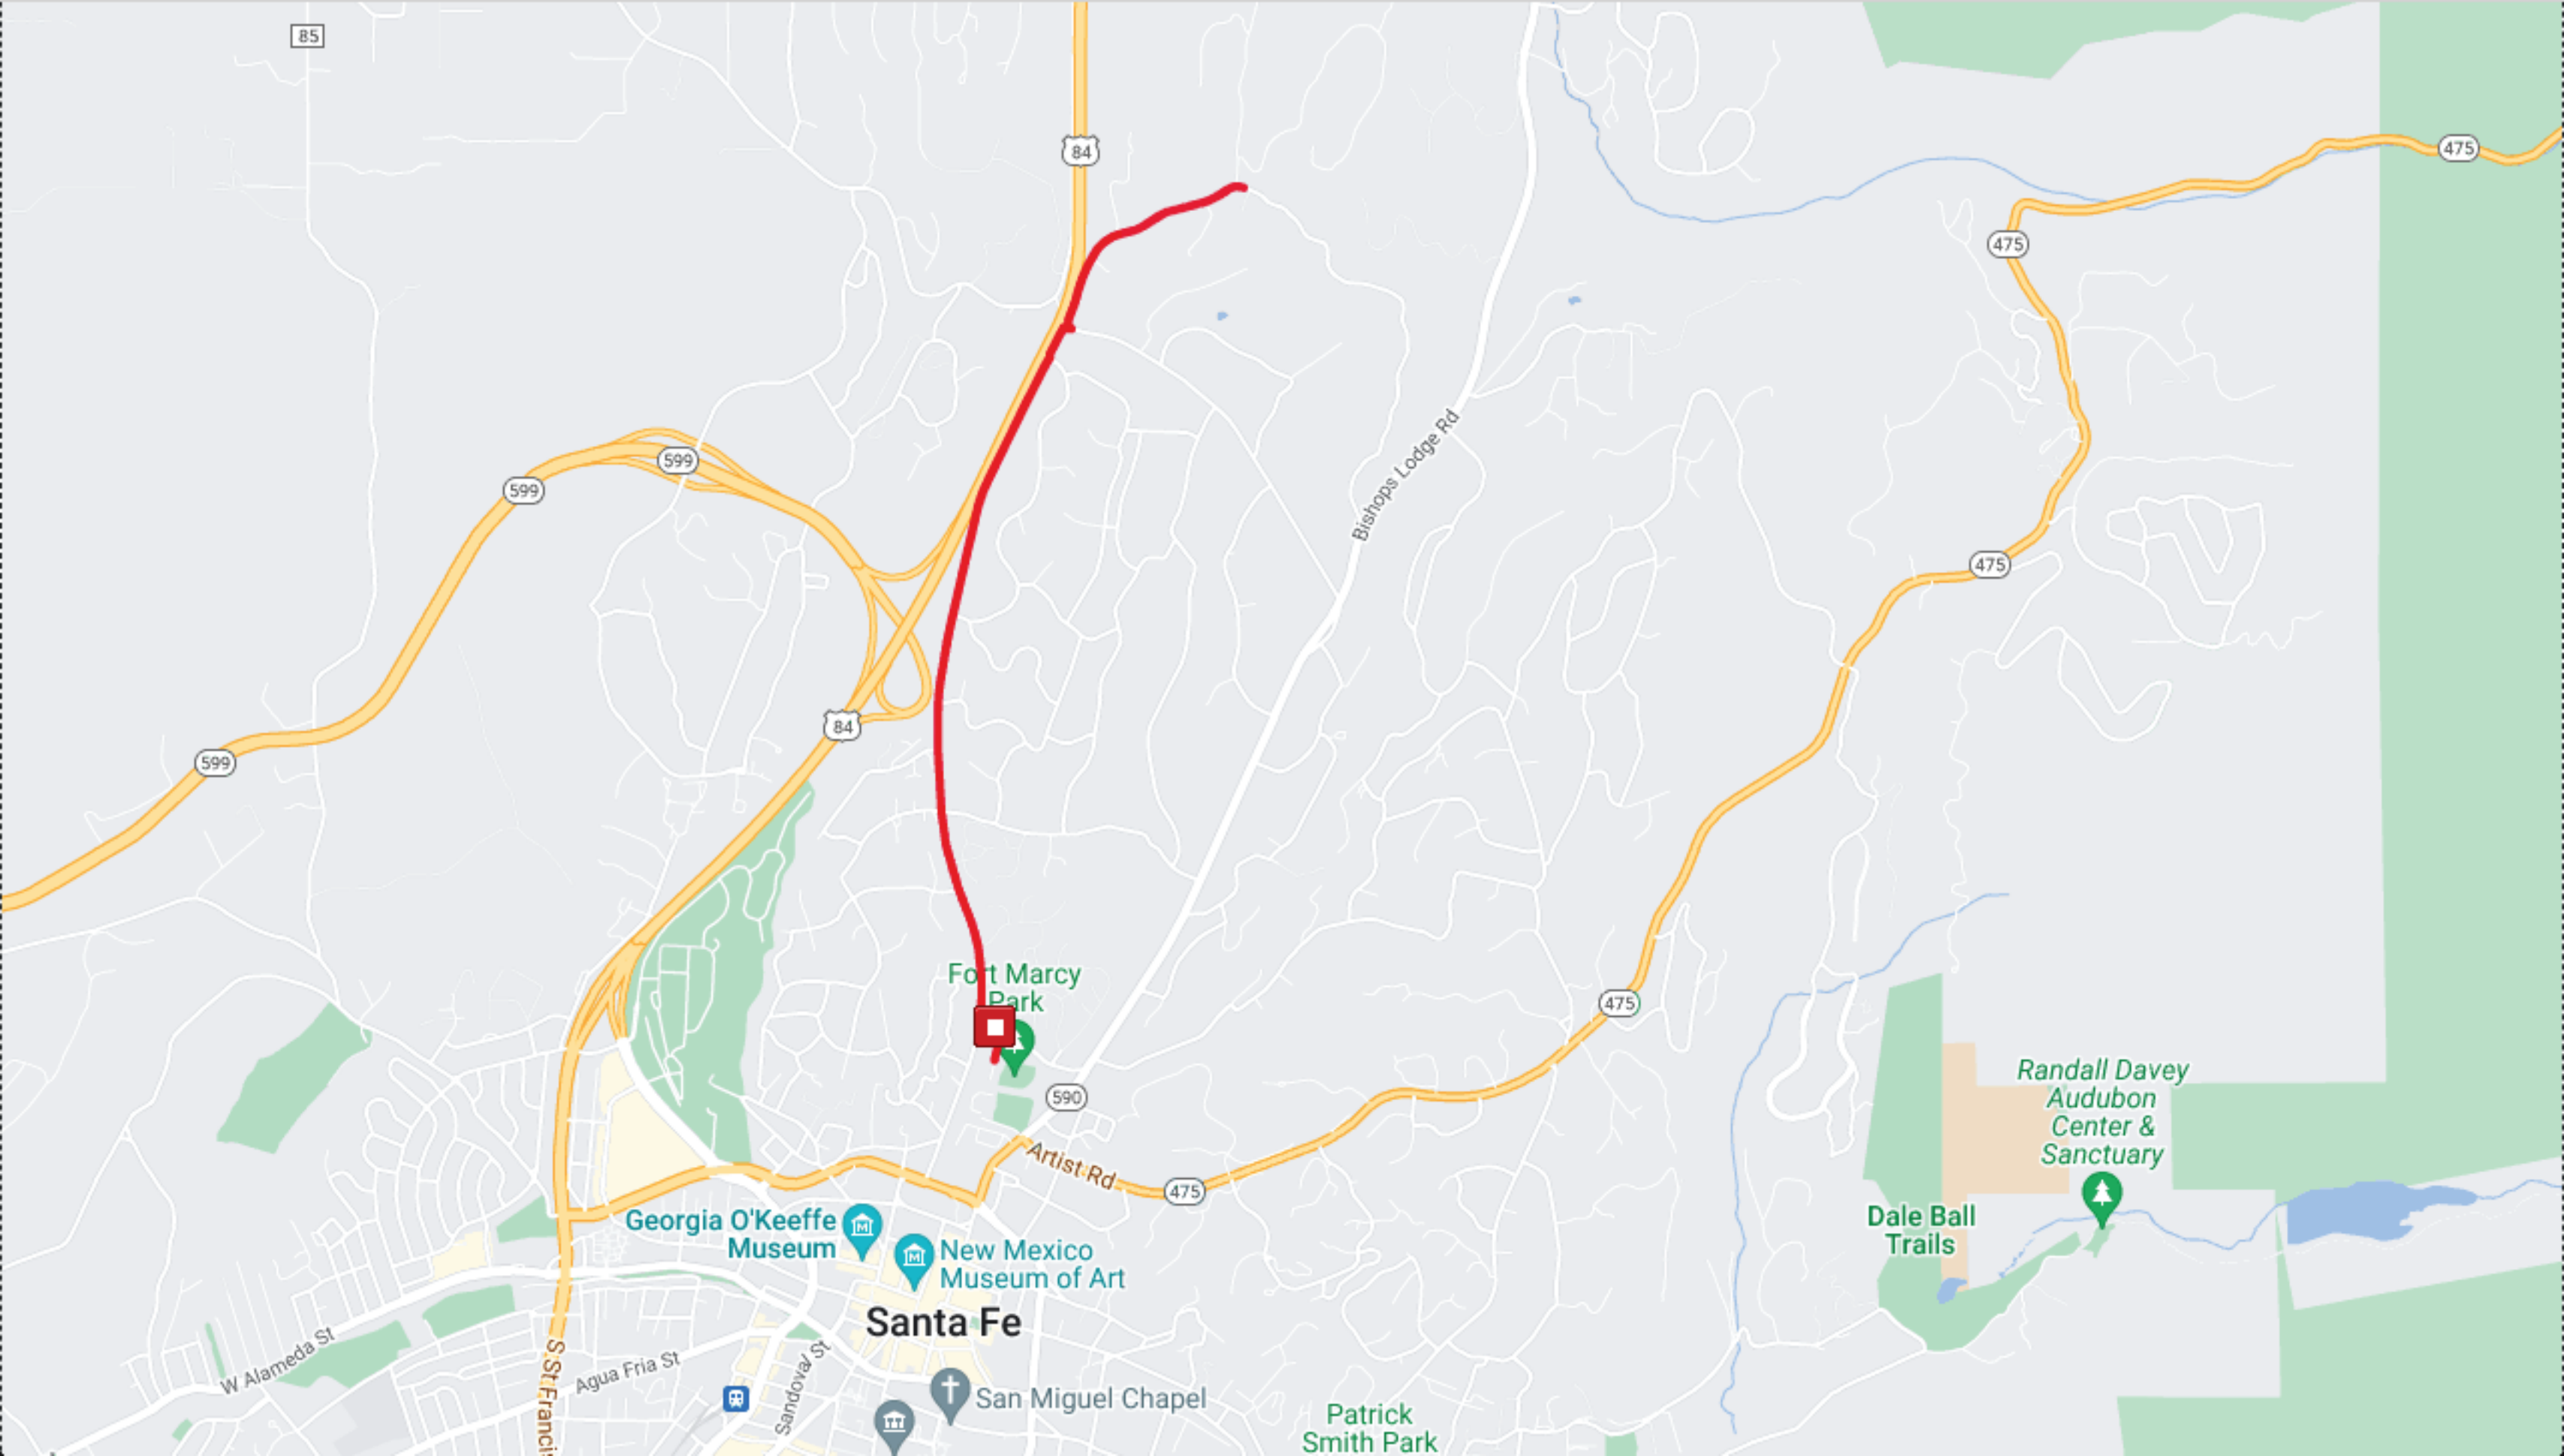 85
84
475
475
Bishops Lodge Rd
599
599
475
84
599
Fort Marcy
Park
475
590
Randall Davey
Audubon
Center &
Sanctuary
Artist Rd
475
Georgia O'Keeffe
Museum
New Mexico
Museum of Art
Dale Ball
Trails
Santa Fe
W Alameda St
Agua Fria St
Sandoval St
S St Francis
San Miguel Chapel
Patrick
Smith Park